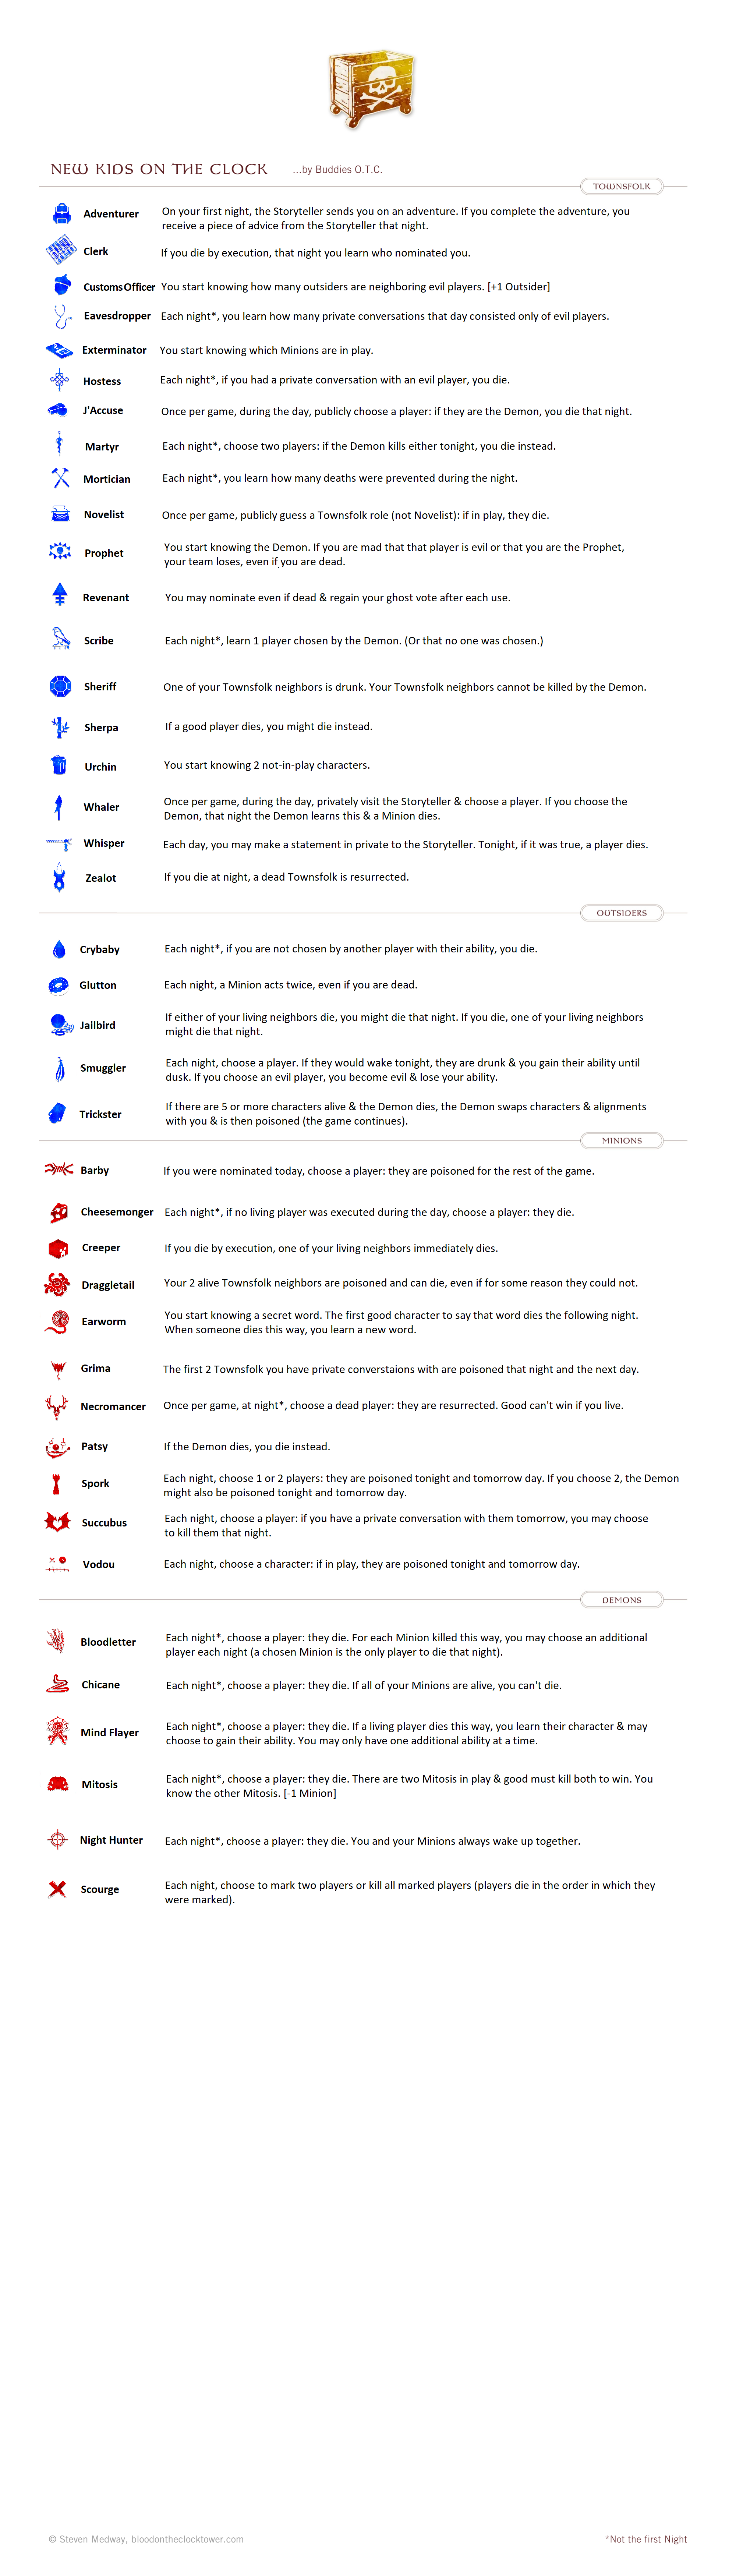 NEW KIDS ON THE CLOCK ...by Buddies O.T.C.
TOWNSFOLK
Adventurer On your first night, the Storyteller sends you on an adventure. If you complete the adventure, you
receive a piece of advice from the Storyteller that night.
Clerk If you die by execution, that night you learn who nominated you.
Customs Officer You start knowing how many outsiders are neighboring evil players. [+1 Outsider]
Eavesdropper Each night*, you learn how many private conversations that day consisted only of evil players.
Exterminator You start knowing which Minions are in play.
Hostess Each night*, if you had a private conversation with an evil player, you die.
J'Accuse Once per game, during the day, publicly choose a player: if they are the Demon, you die that night.
Martyr Each night*, choose two players: if the Demon kills either tonight, you die instead.
Mortician Each night*, you learn how many deaths were prevented during the night.
Novelist Once per game, publicly guess a Townsfolk role (not Novelist): if in play, they die.
Prophet You start knowing the Demon. If you are mad that that player is evil or that you are the Prophet,
your team loses, even if you are dead.
Revenant You may nominate even if dead & regain your ghost vote after each use.
Scribe Each night*, learn 1 player chosen by the Demon. (Or that no one was chosen.)
Sheriff One of your Townsfolk neighbors is drunk. Your Townsfolk neighbors cannot be killed by the Demon.
Sherpa If a good player dies, you might die instead.
Urchin You start knowing 2 not-in-play characters.
Whaler Once per game, during the day, privately visit the Storyteller & choose a player. If you choose the
Demon, that night the Demon learns this & a Minion dies.
Whisper Each day, you may make a statement in private to the Storyteller. Tonight, if it was true, a player dies.
Zealot If you die at night, a dead Townsfolk is resurrected.
OUTSIDERS
Crybaby Each night*, if you are not chosen by another player with their ability, you die.
Glutton Each night, a Minion acts twice, even if you are dead.
Jailbird If either of your living neighbors die, you might die that night. If you die, one of your living neighbors
might die that night.
Smuggler Each night, choose a player. If they would wake tonight, they are drunk & you gain their ability until
dusk. If you choose an evil player, you become evil & lose your ability.
Trickster If there are 5 or more characters alive & the Demon dies, the Demon swaps characters & alignments
with you & is then poisoned (the game continues).
MINIONS
Barby If you were nominated today, choose a player: they are poisoned for the rest of the game.
Cheesemonger Each night*, if no living player was executed during the day, choose a player: they die.
Creeper If you die by execution, one of your living neighbors immediately dies.
Draggletail Your 2 alive Townsfolk neighbors are poisoned and can die, even if for some reason they could not.
Earworm You start knowing a secret word. The first good character to say that word dies the following night.
When someone dies this way, you learn a new word.
Grima The first 2 Townsfolk you have private converstaions with are poisoned that night and the next day.
Necromancer Once per game, at night*, choose a dead player: they are resurrected. Good can't win if you live.
Patsy If the Demon dies, you die instead.
Spork Each night, choose 1 or 2 players: they are poisoned tonight and tomorrow day. If you choose 2, the Demon
might also be poisoned tonight and tomorrow day.
Succubus Each night, choose a player: if you have a private conversation with them tomorrow, you may choose
to kill them that night.
Vodou Each night, choose a character: if in play, they are poisoned tonight and tomorrow day.
DEMONS
Bloodletter Each night*, choose a player: they die. For each Minion killed this way, you may choose an additional
player each night (a chosen Minion is the only player to die that night).
Chicane Each night*, choose a player: they die. If all of your Minions are alive, you can't die.
Mind Flayer Each night*, choose a player: they die. If a living player dies this way, you learn their character & may
choose to gain their ability. You may only have one additional ability at a time.
Mitosis Each night*, choose a player: they die. There are two Mitosis in play & good must kill both to win. You
know the other Mitosis. [-1 Minion]
Night Hunter Each night*, choose a player: they die. You and your Minions always wake up together.
Scourge Each night, choose to mark two players or kill all marked players (players die in the order in which they
were marked).
© Steven Medway, bloodontheclocktower.com *Not the first Night